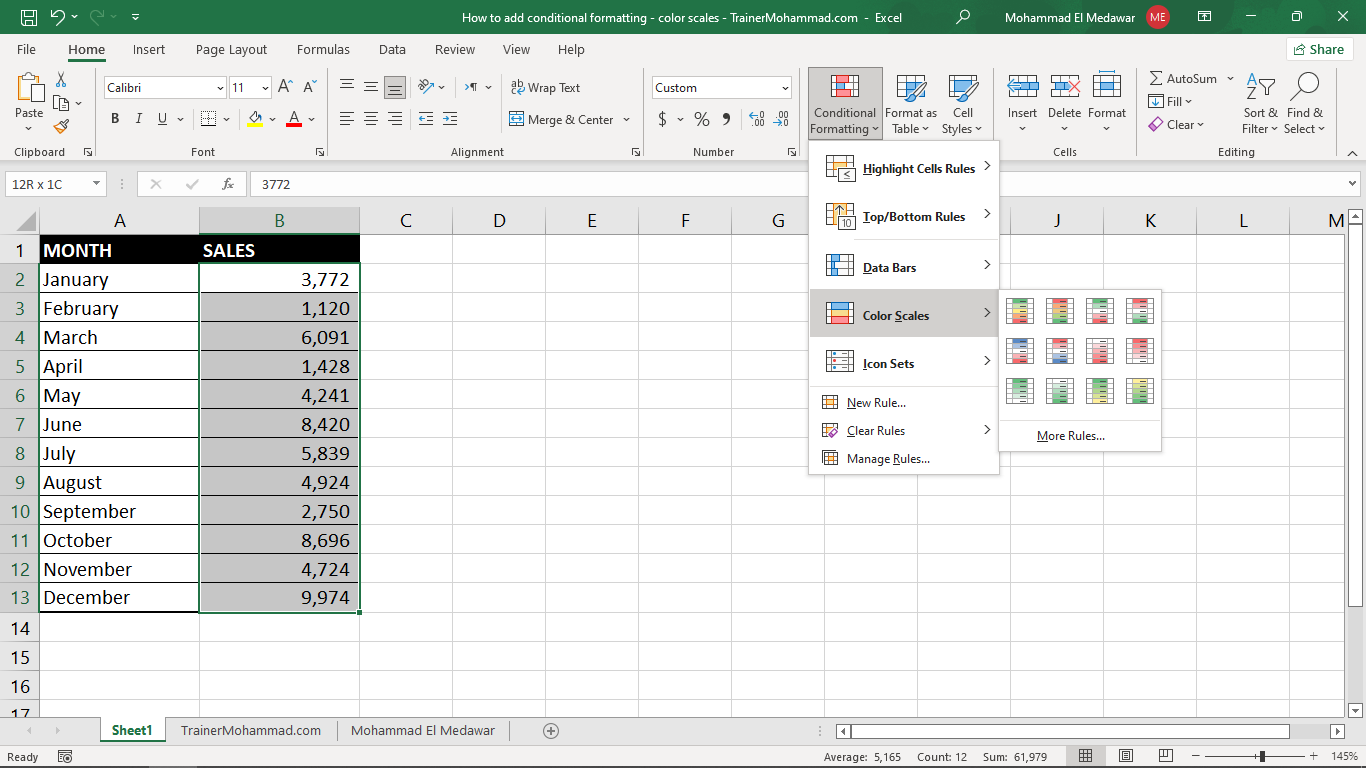 How to add conditional formatting - color scales - TrainerMohammad.com - Excel
Mohammad El Medawar ME
File Home Insert Page Layout Formulas Data Review View Help Share
Paste
Calibri 11
B I U A
Wrap Text
Merge & Center
Custom
$ % 9
Conditional Formatting
Format as Table
Cell Styles
Insert Delete Format
AutoSum
Fill
Clear
Sort & Filter
Find & Select
Clipboard Font Alignment Number Cells Editing
12R x 1C fx 3772
A B C D E F G J K L M
1 MONTH SALES
2 January 3,772
3 February 1,120
4 March 6,091
5 April 1,428
6 May 4,241
7 June 8,420
8 July 5,839
9 August 4,924
10 September 2,750
11 October 8,696
12 November 4,724
13 December 9,974
14
15
16
17
Highlight Cells Rules
Top/Bottom Rules
Data Bars
Color Scales
Icon Sets
New Rule...
Clear Rules
Manage Rules...
More Rules...
Sheet1 TrainerMohammad.com Mohammad El Medawar
Ready Average: 5,165 Count: 12 Sum: 61,979 145%